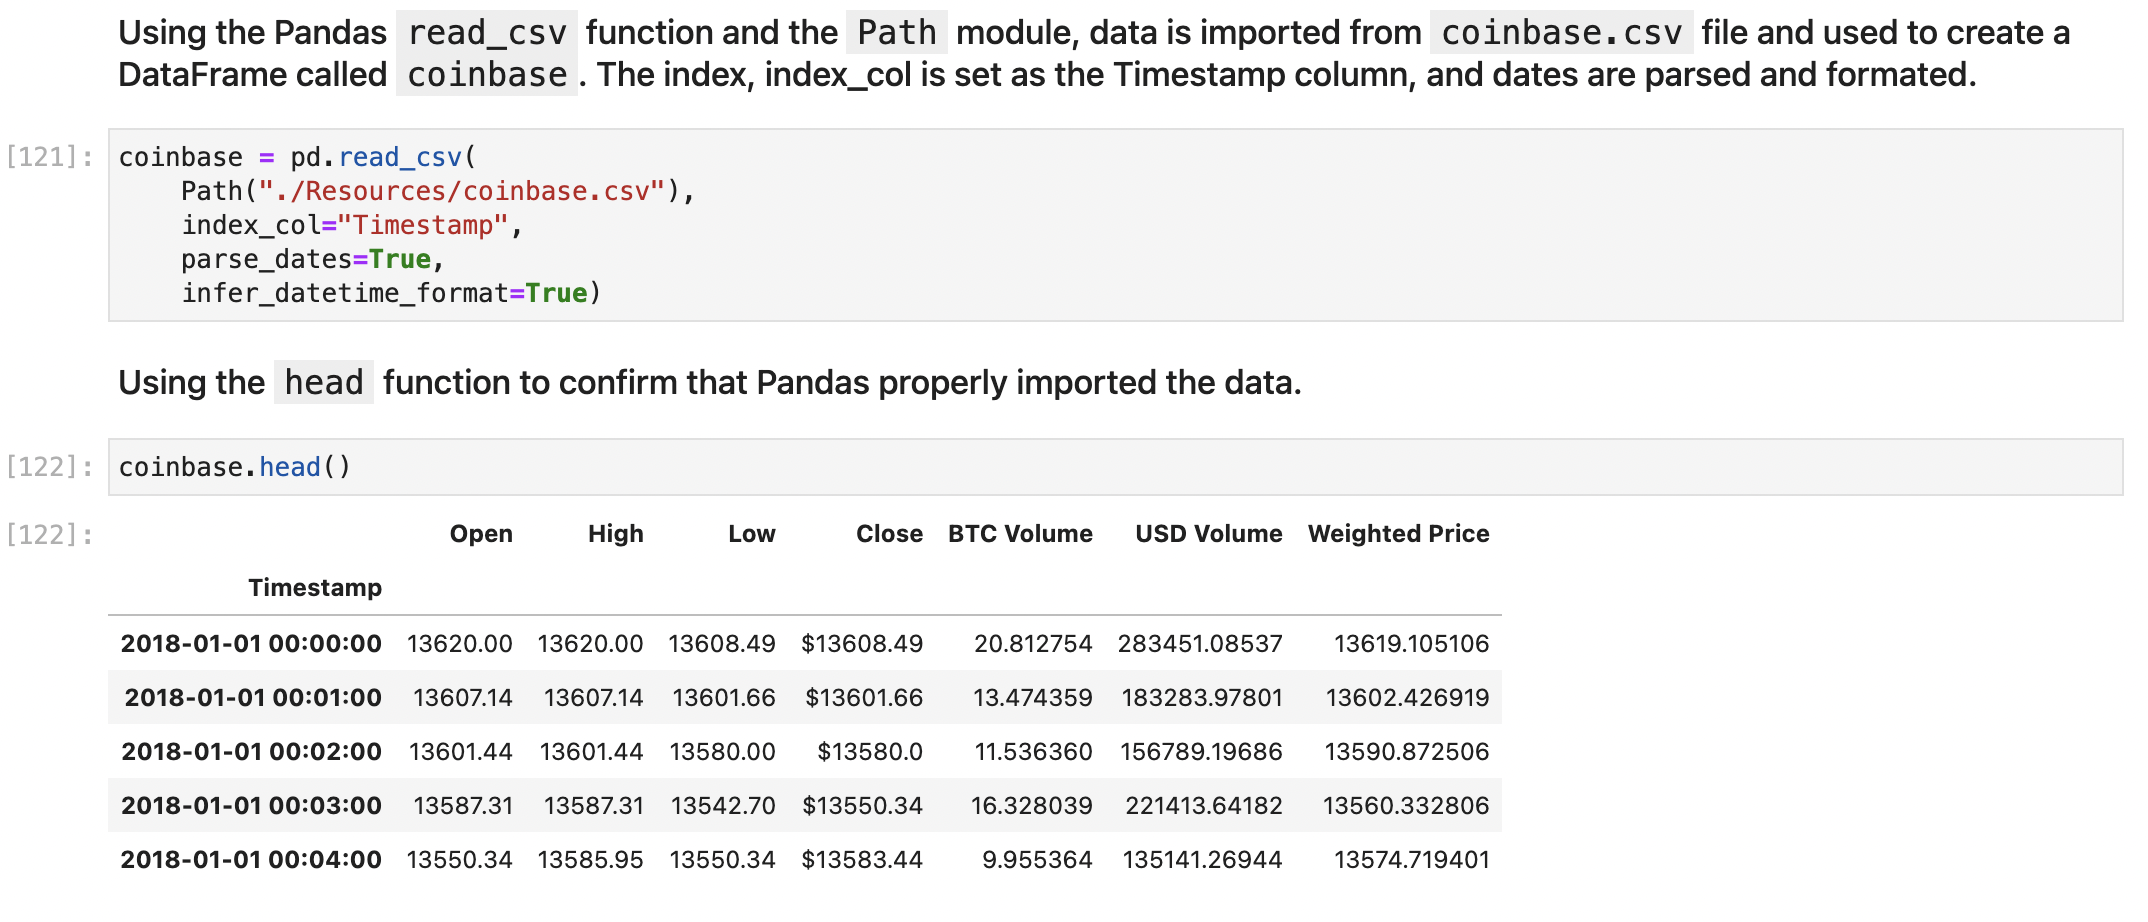 Using the Pandas read_csv function and the Path module, data is imported from coinbase.csv file and used to create a
DataFrame called coinbase. The index, index_col is set as the Timestamp column, and dates are parsed and formated.
[121]: coinbase = pd.read_csv(
    Path("./Resources/coinbase.csv"),
    index_col="Timestamp",
    parse_dates=True,
    infer_datetime_format=True)
Using the head function to confirm that Pandas properly imported the data.
[122]: coinbase.head()
[122]: Open High Low Close BTC Volume USD Volume Weighted Price
Timestamp
2018-01-01 00:00:00 13620.00 13620.00 13608.49 $13608.49 20.812754 283451.08537 13619.105106
2018-01-01 00:01:00 13607.14 13607.14 13601.66 $13601.66 13.474359 183283.97801 13602.426919
2018-01-01 00:02:00 13601.44 13601.44 13580.00 $13580.0 11.536360 156789.19686 13590.872506
2018-01-01 00:03:00 13587.31 13587.31 13542.70 $13550.34 16.328039 221413.64182 13560.332806
2018-01-01 00:04:00 13550.34 13585.95 13550.34 $13583.44 9.955364 135141.26944 13574.719401